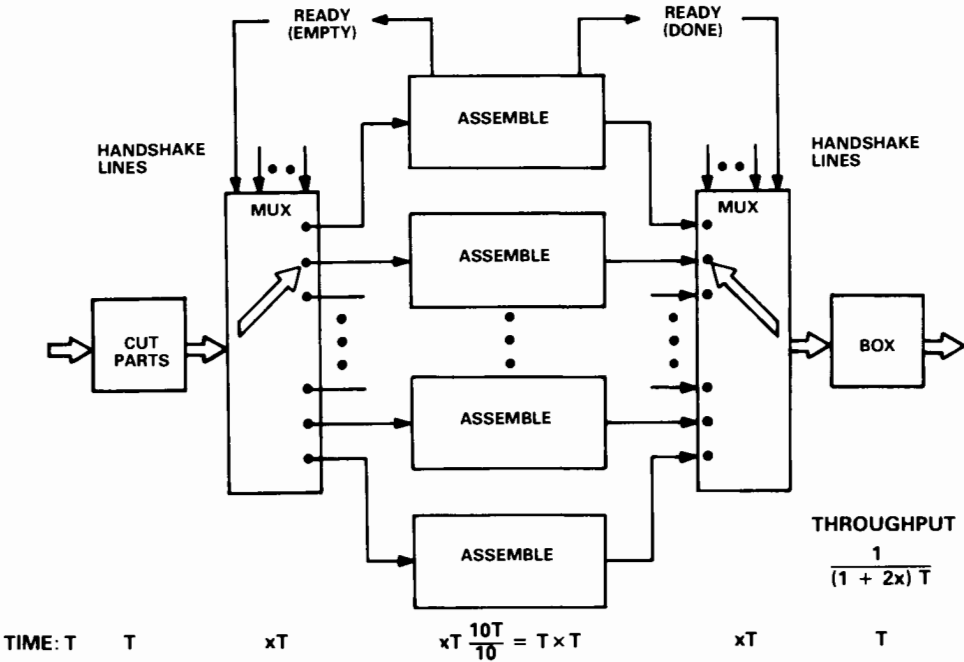 READY
(EMPTY)
READY
(DONE)
ASSEMBLE
HANDSHAKE
LINES
HANDSHAKE
LINES
MUX
MUX
ASSEMBLE
CUT
PARTS
BOX
ASSEMBLE
ASSEMBLE
THROUGHPUT
1
(1 + 2x) T
TIME: T T xT xT 10T/10 = T × T xT T